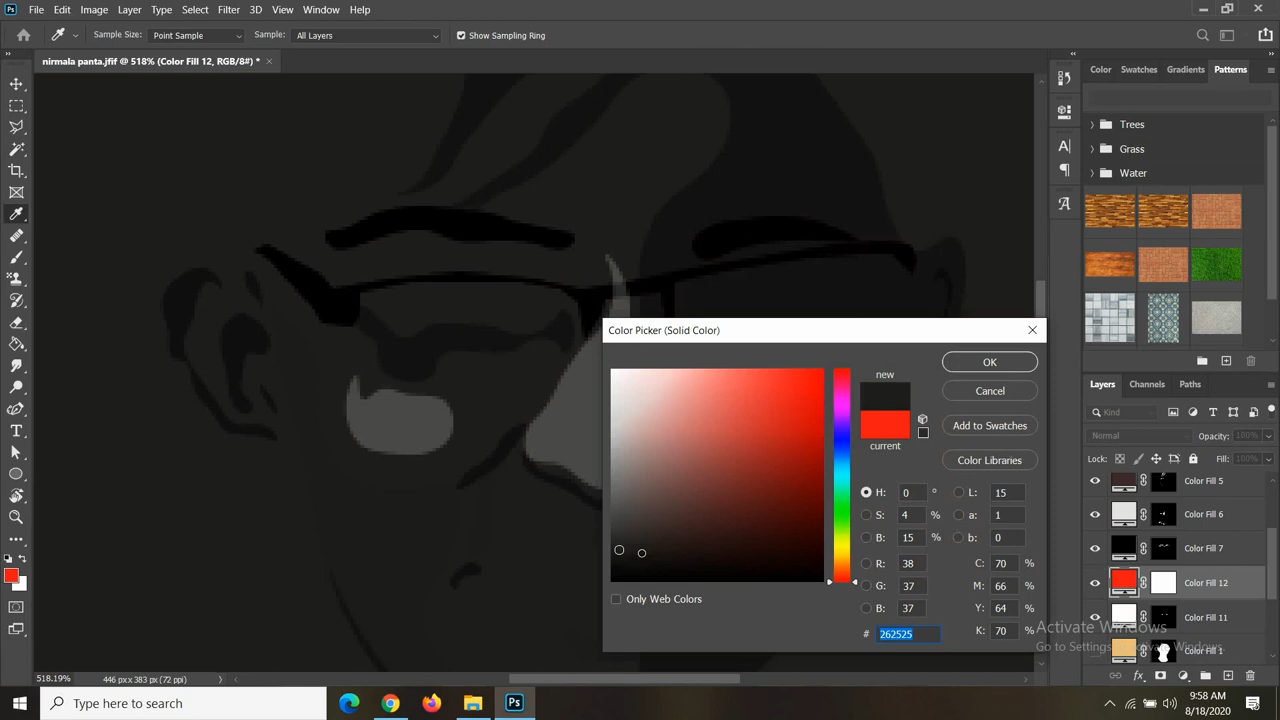 Ps File Edit Image Layer Type Select Filter 3D View Window Help
Sample Size: Point Sample Sample: All Layers Show Sampling Ring
nirmala panta.jfif @ 518% (Color Fill 12, RGB/8#) *
Color Swatches Gradients Patterns
Trees
Grass
Water
Color Picker (Solid Color)
new
current
OK
Cancel
Add to Swatches
Color Libraries
H: 0 ° L: 15
S: 4 % a: 1
B: 15 % b: 0
R: 38 C: 70 %
G: 37 M: 66 %
B: 37 Y: 64 %
# 262525 K: 70 %
Only Web Colors
Layers Channels Paths
Kind
Normal Opacity: 100%
Lock: Fill: 100%
Color Fill 5
Color Fill 6
Color Fill 7
Color Fill 12
Color Fill 11
Color Fill 1
Activate Windows
Go to Settings to activate Windows.
518.19% 446 px x 383 px (72 ppi)
Type here to search
Ps
9:58 AM
8/18/2020